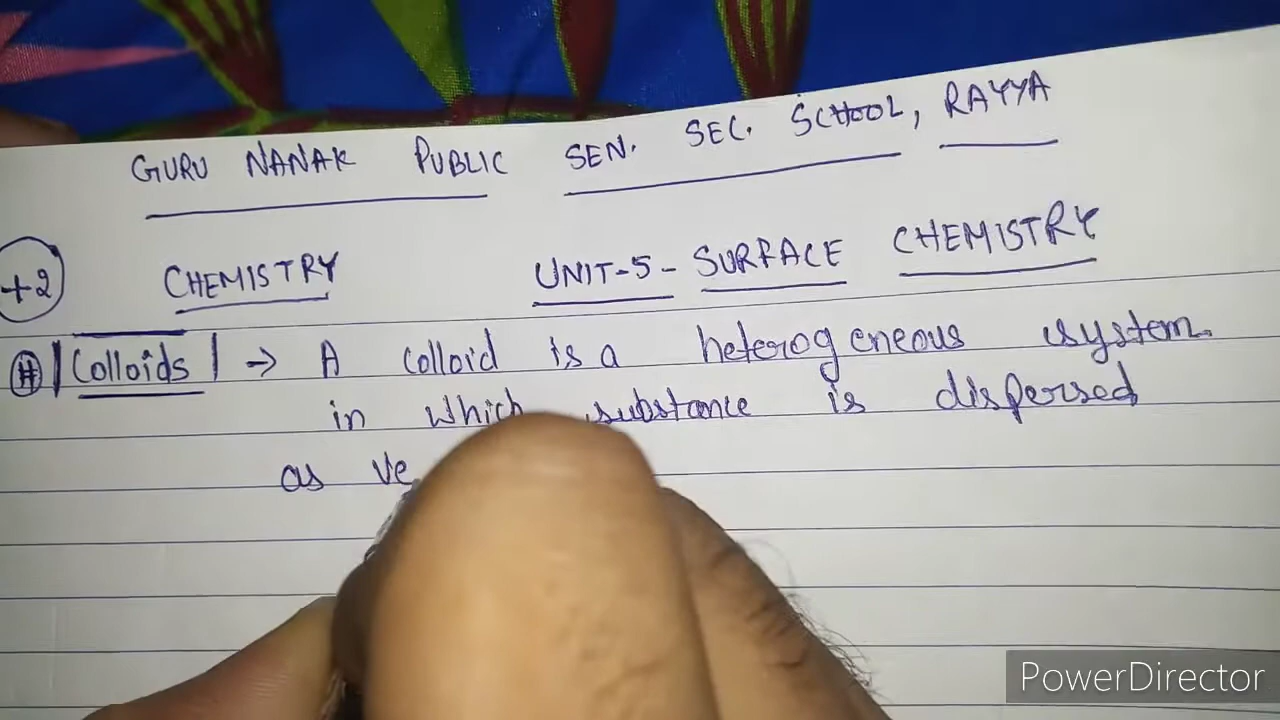 GURU NANAK PUBLIC SEN. SEC. SCHOOL, RAYYA
+2 CHEMISTRY UNIT-5- SURFACE CHEMISTRY
# Colloids → A colloid is a heterogeneous system
in which substance is dispersed
as ve
PowerDirector